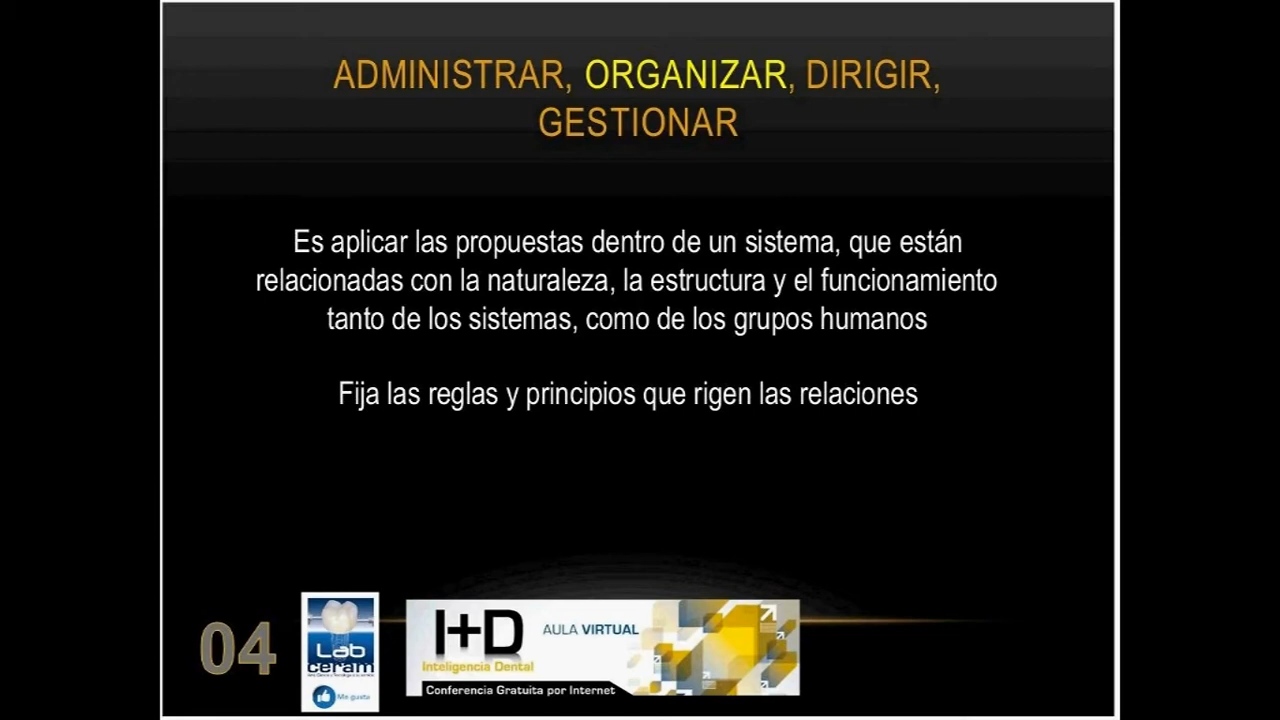 ADMINISTRAR, ORGANIZAR, DIRIGIR,
GESTIONAR
Es aplicar las propuestas dentro de un sistema, que están
relacionadas con la naturaleza, la estructura y el funcionamiento
tanto de los sistemas, como de los grupos humanos
Fija las reglas y principios que rigen las relaciones
04
Lab
ceram
Me gusta
I+D
AULA VIRTUAL
Inteligencia Dental
Conferencia Gratuita por Internet